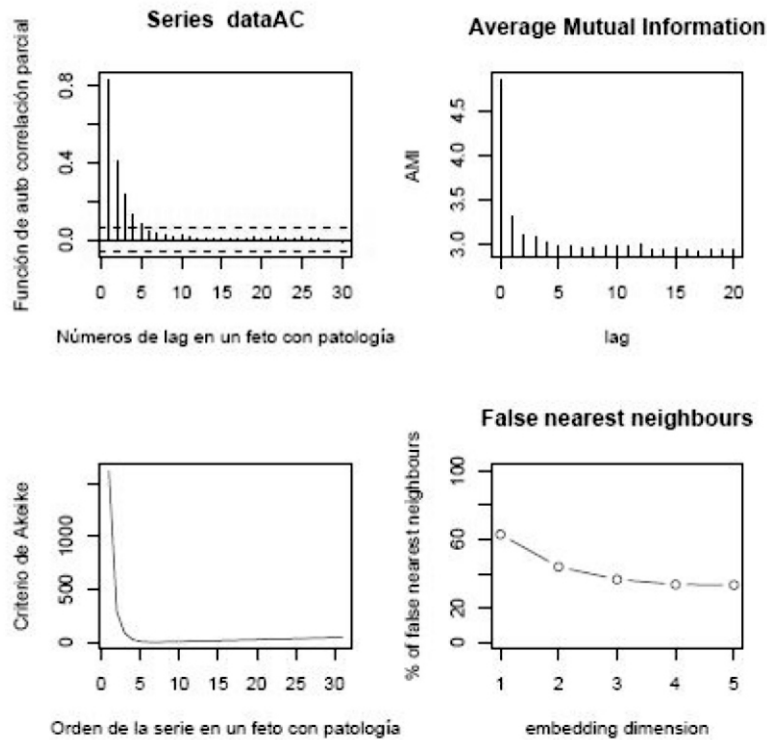 Series dataAC
Función de auto correlación parcial
0.8
0.4
0.0
0 5 10 15 20 25 30
Números de lag en un feto con patología
Average Mutual Information
AMI
4.5
4.0
3.5
3.0
0 5 10 15 20
lag
Criterio de Akeike
1000
500
0
0 5 10 15 20 25 30
Orden de la serie en un feto con patología
False nearest neighbours
% of false nearest neighbours
100
60
20
0
1 2 3 4 5
embedding dimension